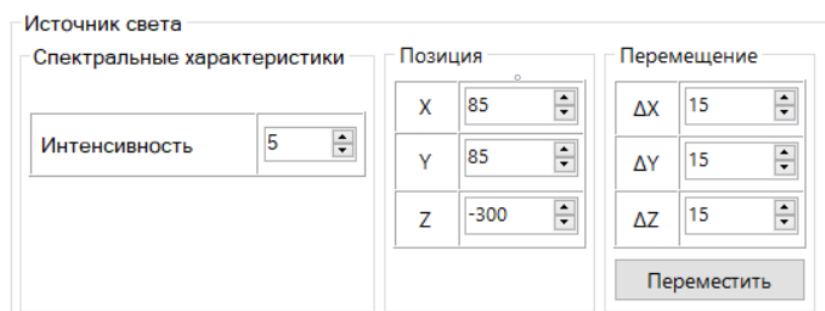 Источник света
Спектральные характеристики
Интенсивность 5
Позиция
X 85
Y 85
Z -300
Перемещение
ΔX 15
ΔY 15
ΔZ 15
Переместить